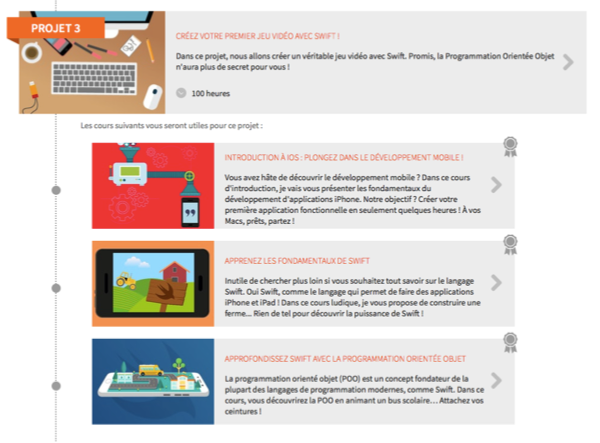 PROJET 3
CRÉEZ VOTRE PREMIER JEU VIDÉO AVEC SWIFT !
Dans ce projet, nous allons créer un véritable jeu vidéo avec Swift. Promis, la Programmation Orientée Objet
n'aura plus de secret pour vous !
100 heures
Les cours suivants vous seront utiles pour ce projet :
INTRODUCTION À IOS : PLONGEZ DANS LE DÉVELOPPEMENT MOBILE !
Vous avez hâte de découvrir le développement mobile ? Dans ce cours
d'introduction, je vais vous présenter les fondamentaux du
développement d'applications iPhone. Notre objectif ? Créer votre
première application fonctionnelle en seulement quelques heures ! À vos
Macs, prêts, partez !
APPRENEZ LES FONDAMENTAUX DE SWIFT
Inutile de chercher plus loin si vous souhaitez tout savoir sur le langage
Swift. Oui Swift, comme le langage qui permet de faire des applications
iPhone et iPad ! Dans ce cours ludique, je vous propose de construire une
ferme... Rien de tel pour découvrir la puissance de Swift !
APPROFONDISSEZ SWIFT AVEC LA PROGRAMMATION ORIENTÉE OBJET
La programmation orienté objet (POO) est un concept fondateur de la
plupart des langages de programmation modernes, comme Swift. Dans ce
cours, vous découvrirez la POO en animant un bus scolaire... Attachez vos
ceintures !